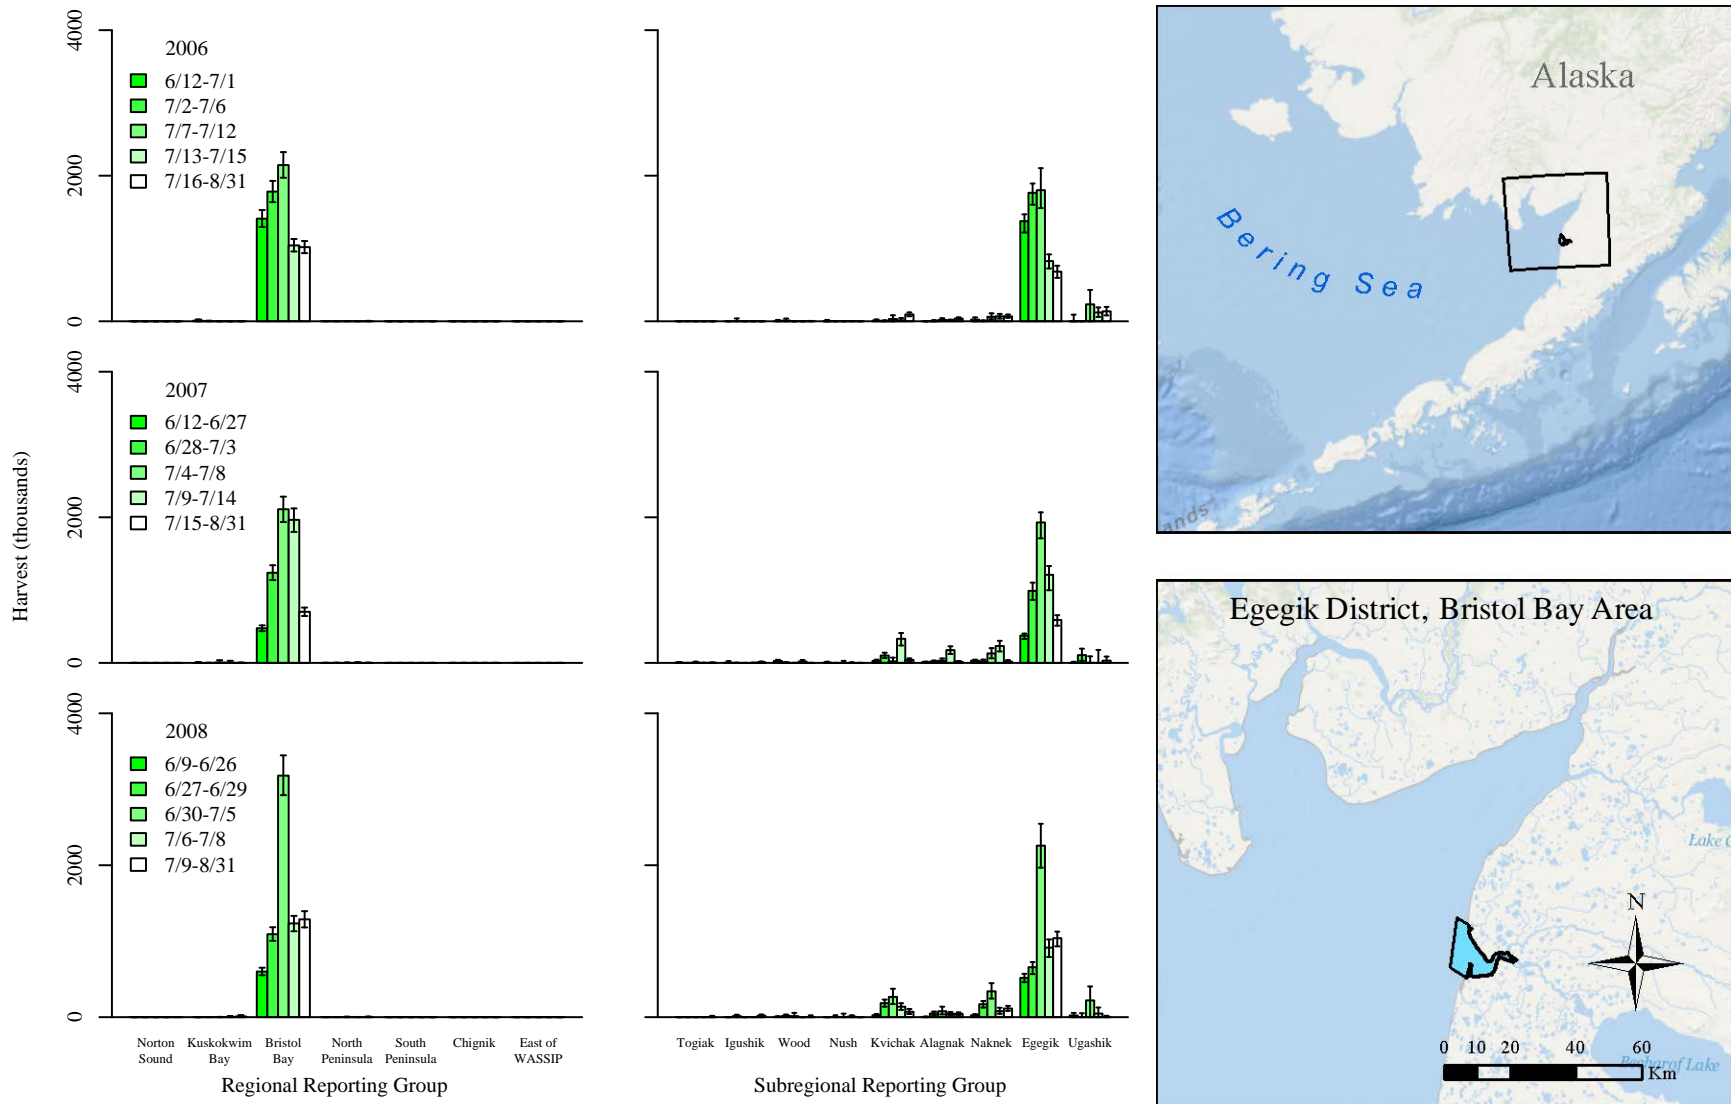 Harvest (thousands)
4000
2000
0
2006
6/12-7/1
7/2-7/6
7/7-7/12
7/13-7/15
7/16-8/31
4000
2000
0
2007
6/12-6/27
6/28-7/3
7/4-7/8
7/9-7/14
7/15-8/31
4000
2000
0
2008
6/9-6/26
6/27-6/29
6/30-7/5
7/6-7/8
7/9-8/31
Norton Sound
Kuskokwim Bay
Bristol Bay
North Peninsula
South Peninsula
Chignik
East of WASSIP
Regional Reporting Group
Togiak
Igushik
Wood
Nush
Kvichak
Alagnak
Naknek
Egegik
Ugashik
Subregional Reporting Group
Alaska
Bering Sea
ands
Egegik District, Bristol Bay Area
Lake
N
0 10 20 40 60
Km
Becharof Lake